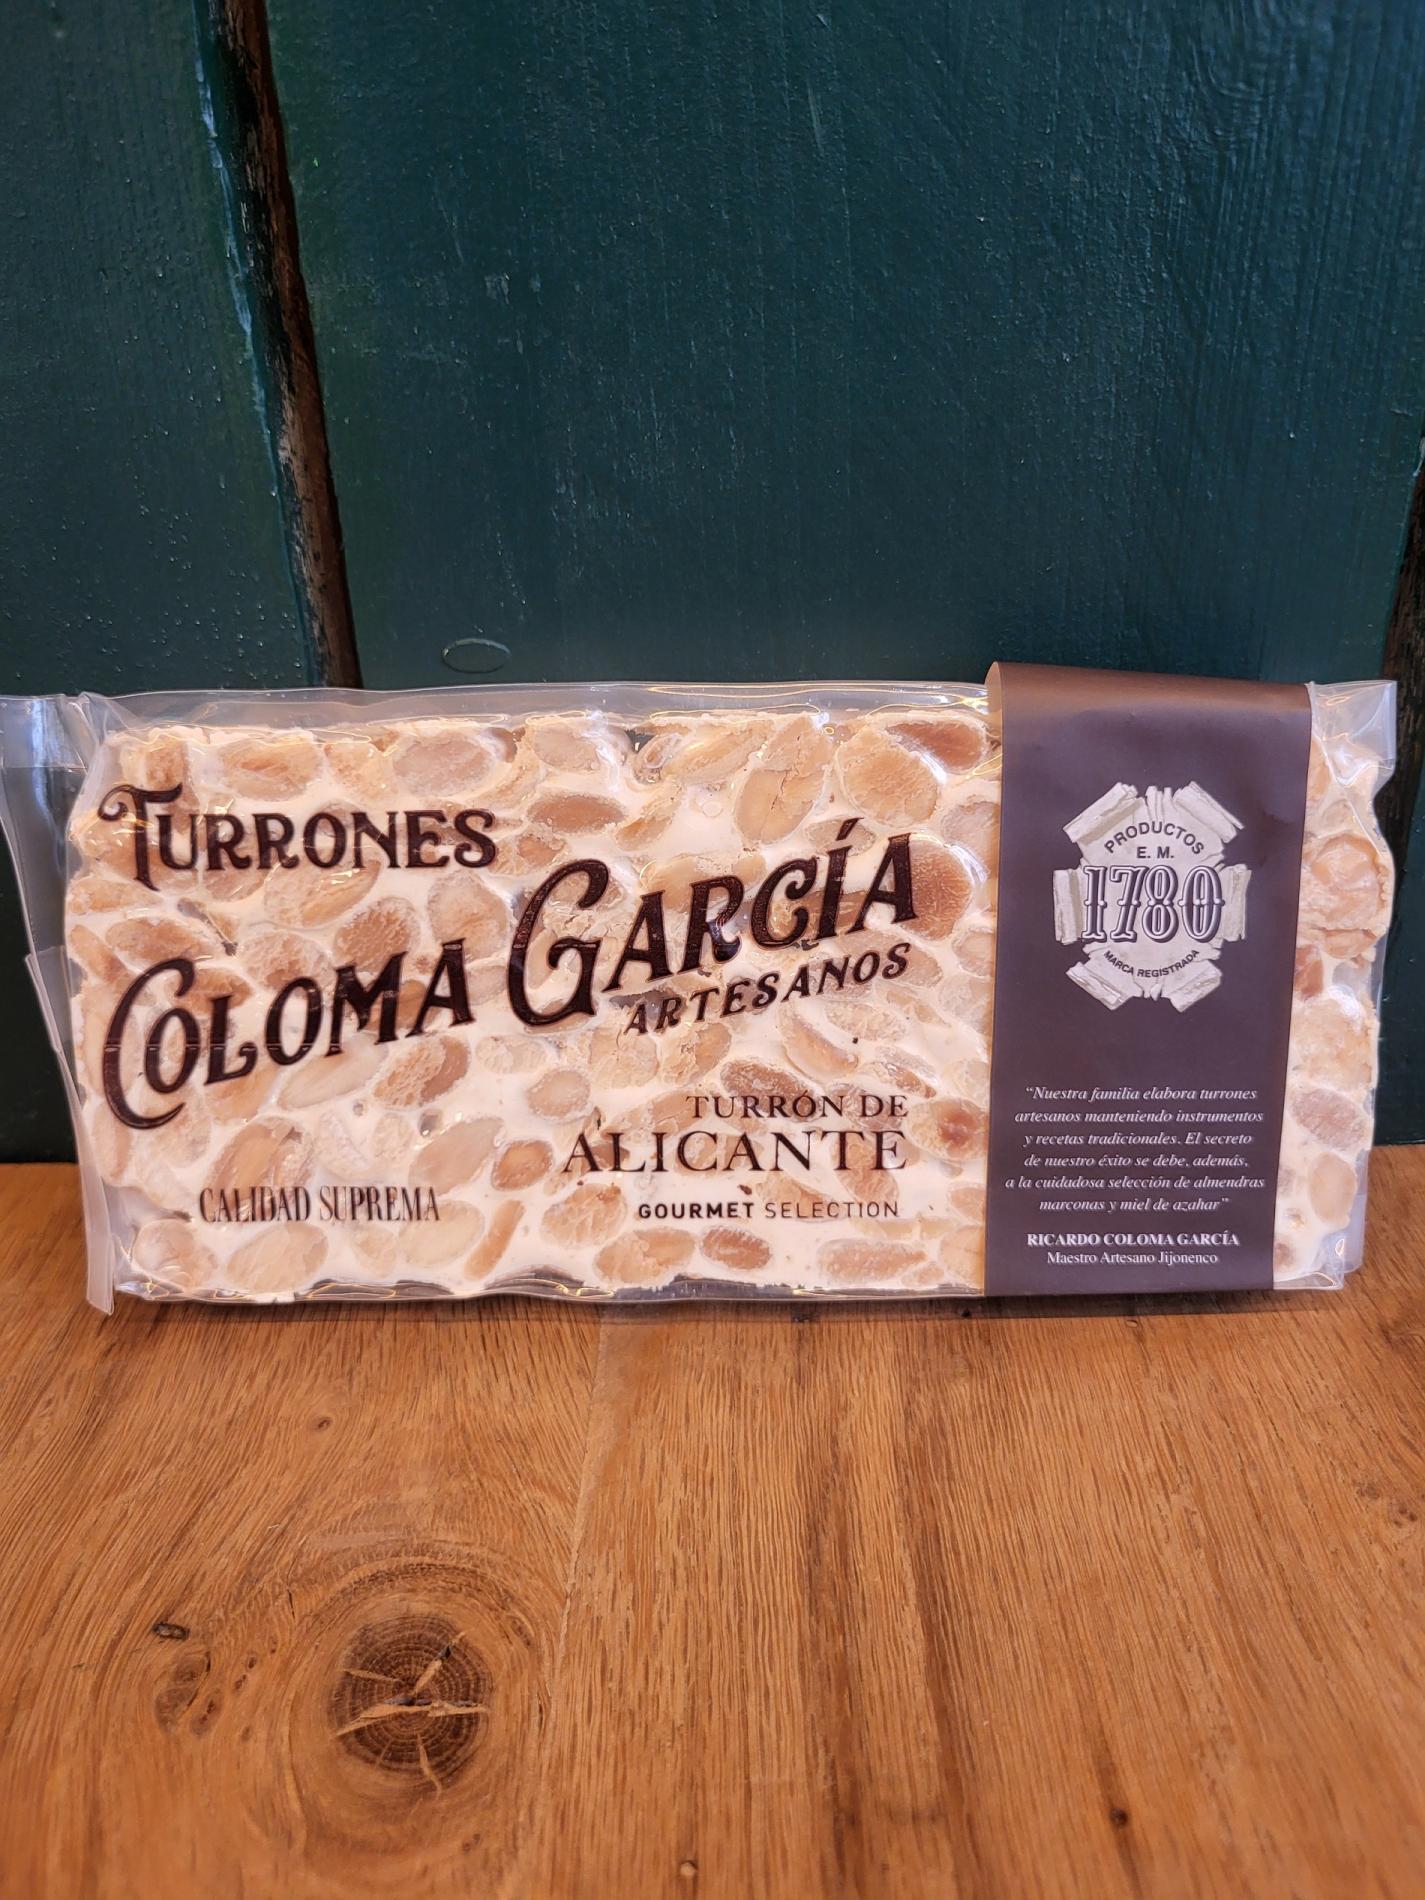 TURRONES
COLOMA GARCÍA
ARTESANOS
TURRÓN DE
ALICANTE
CALIDAD SUPREMA
GOURMET SELECTION
PRODUCTOS
E. M.
1780
MARCA REGISTRADA
“Nuestra familia elabora turrones
artesanos manteniendo instrumentos
y recetas tradicionales. El secreto
de nuestro éxito se debe, además,
a la cuidadosa selección de almendras
marconas y miel de azahar”
RICARDO COLOMA GARCÍA
Maestro Artesano Jijonenco